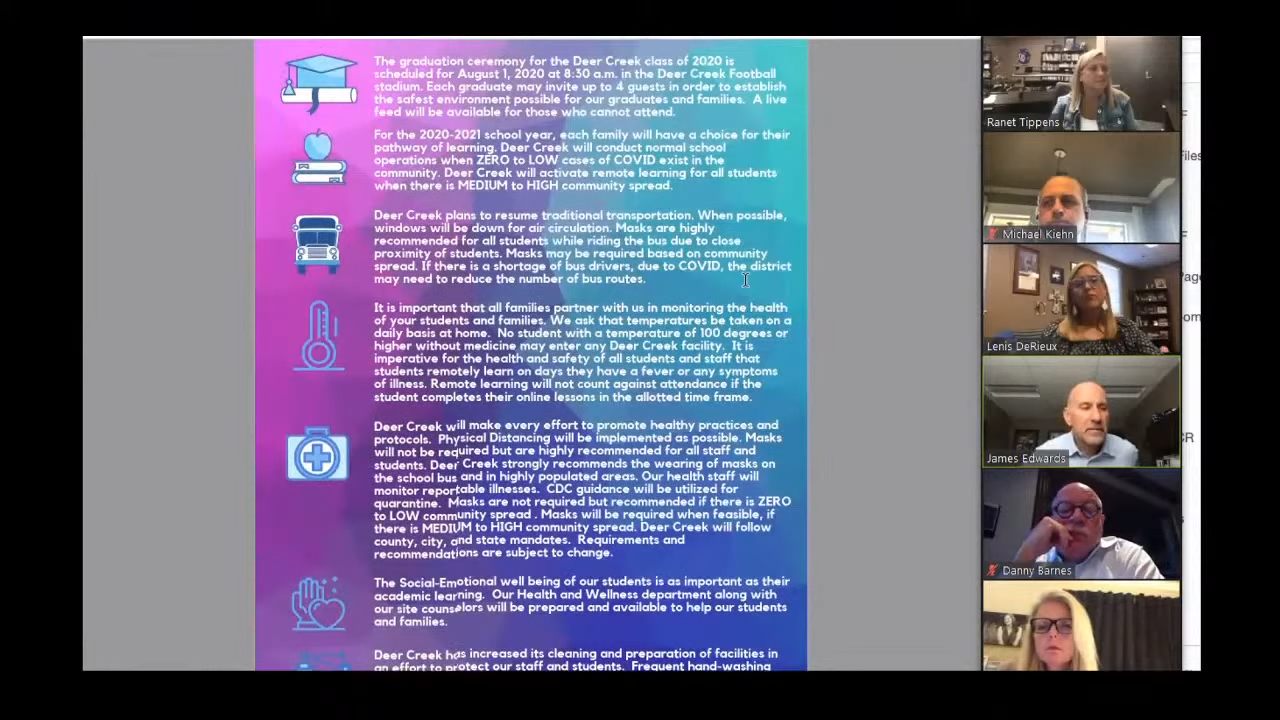 The graduation ceremony for the Deer Creek class of 2020 is
scheduled for August 1, 2020 at 8:30 a.m. in the Deer Creek Football
stadium. Each graduate may invite up to 4 guests in order to establish
the safest environment possible for our graduates and families. A live
feed will be available for those who cannot attend.
For the 2020-2021 school year, each family will have a choice for their
pathway of learning. Deer Creek will conduct normal school
operations when ZERO to LOW cases of COVID exist in the
community. Deer Creek will activate remote learning for all students
when there is MEDIUM to HIGH community spread.
Deer Creek plans to resume traditional transportation. When possible,
windows will be down for air circulation. Masks are highly
recommended for all students while riding the bus due to close
proximity of students. Masks may be required based on community
spread. If there is a shortage of bus drivers, due to COVID, the district
may need to reduce the number of bus routes.
It is important that all families partner with us in monitoring the health
of your students and families. We ask that temperatures be taken on a
daily basis at home. No student with a temperature of 100 degrees or
higher without medicine may enter any Deer Creek facility. It is
imperative for the health and safety of all students and staff that
students remotely learn on days they have a fever or any symptoms
of illness. Remote learning will not count against attendance if the
student completes their online lessons in the allotted time frame.
Deer Creek will make every effort to promote healthy practices and
protocols. Physical Distancing will be implemented as possible. Masks
will not be required but are highly recommended for all staff and
students. Deer Creek strongly recommends the wearing of masks on
the school bus and in highly populated areas. Our health staff will
monitor reportable illnesses. CDC guidance will be utilized for
quarantine. Masks are not required but recommended if there is ZERO
to LOW community spread . Masks will be required when feasible, if
there is MEDIUM to HIGH community spread. Deer Creek will follow
county, city, and state mandates. Requirements and
recommendations are subject to change.
The Social-Emotional well being of our students is as important as their
academic learning. Our Health and Wellness department along with
our site counselors will be prepared and available to help our students
and families.
Deer Creek has increased its cleaning and preparation of facilities in
an effort to protect our staff and students. Frequent hand-washing
Ranet Tippens
Michael Kiehn
Lenis DeRieux
James Edwards
Danny Barnes
Files
Page
com
CR